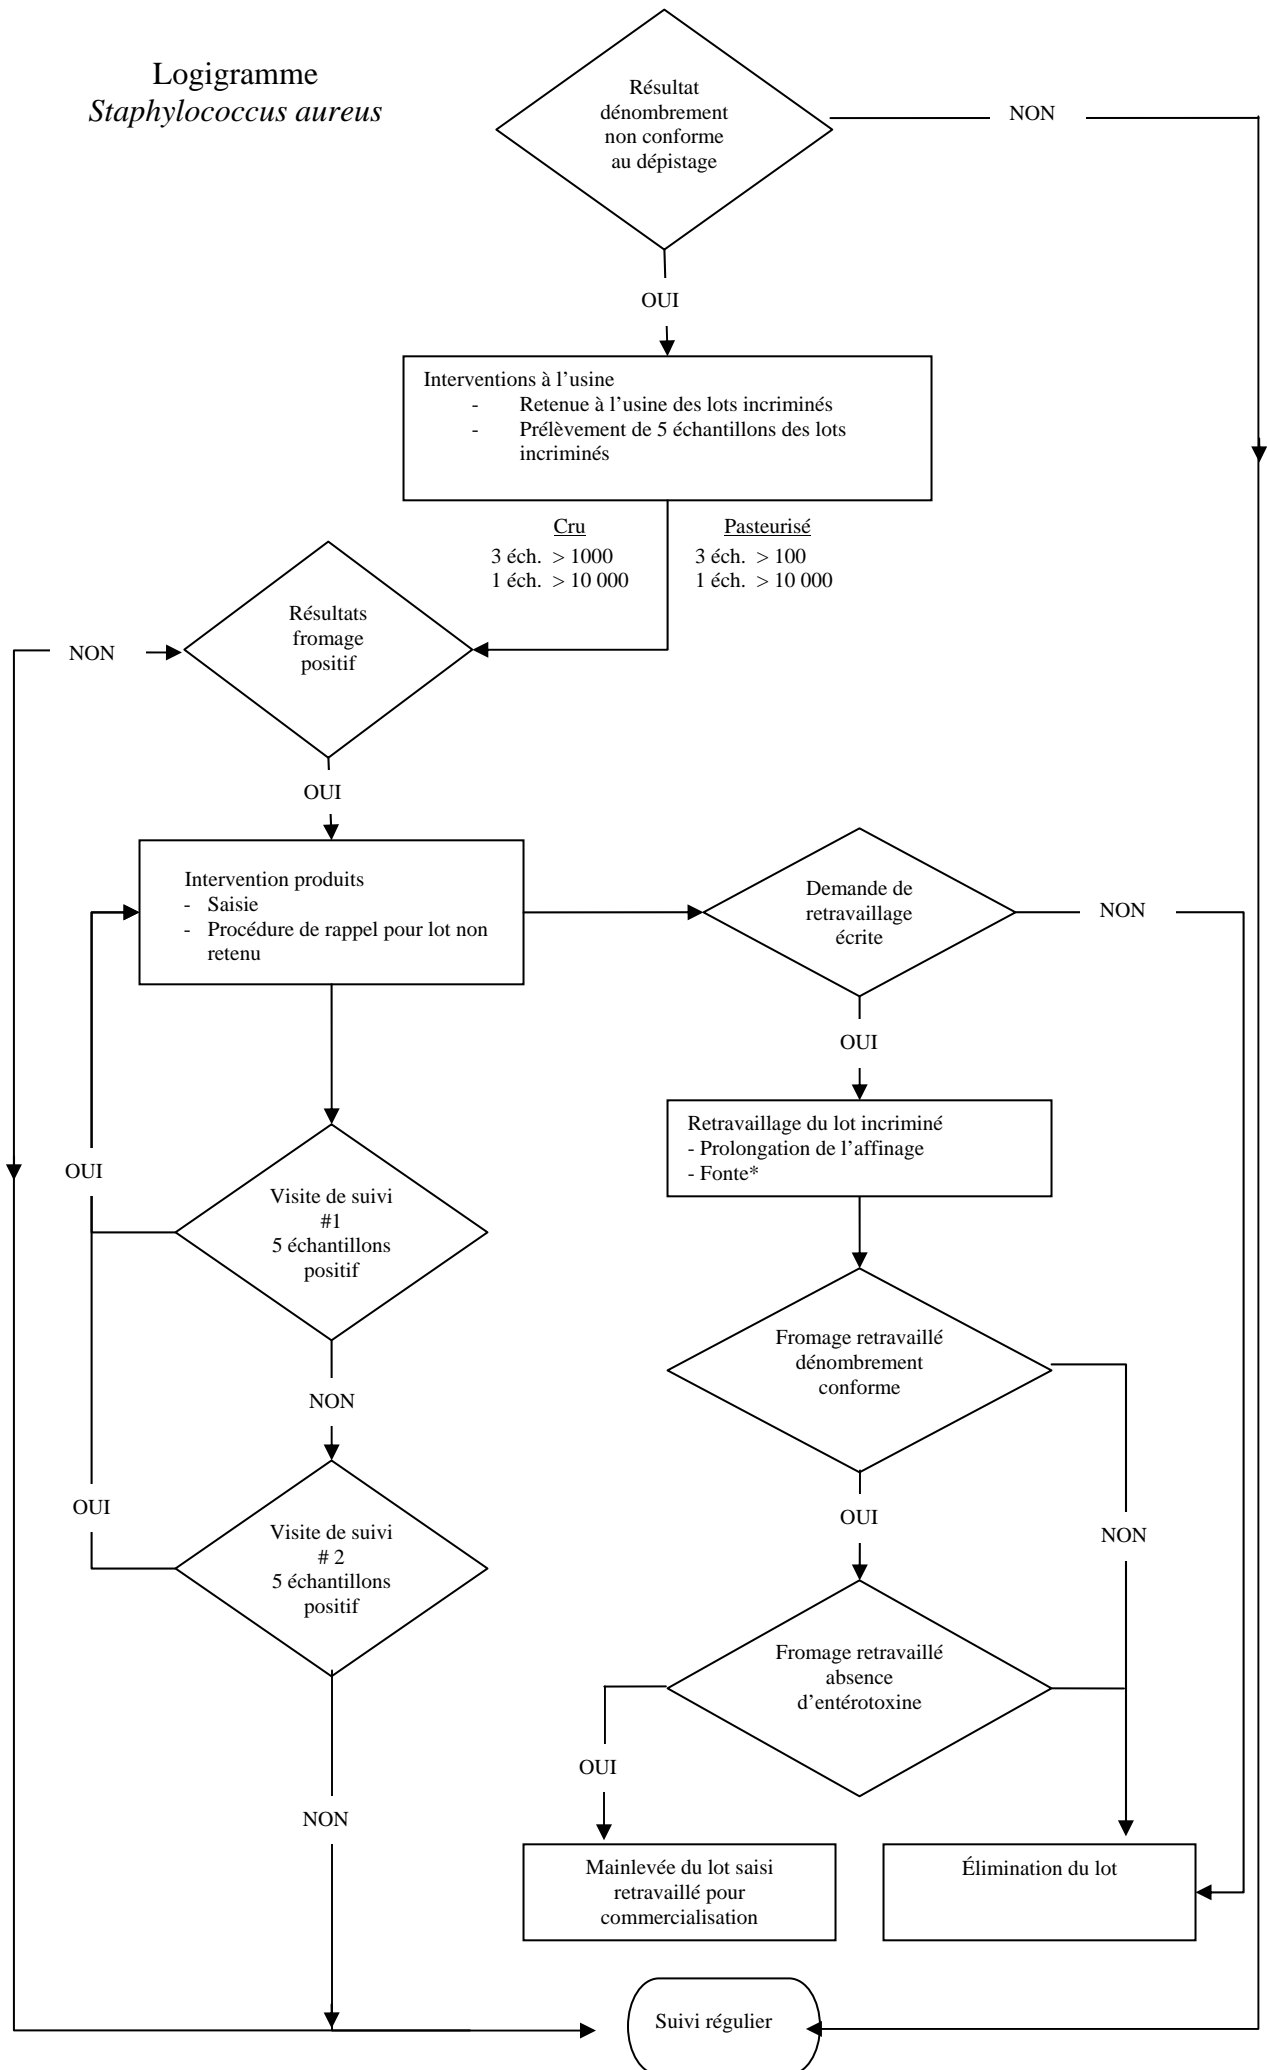 Logigramme
Staphylococcus aureus
Résultat
dénombrement
non conforme
au dépistage
NON
OUI
Interventions à l’usine
- Retenue à l’usine des lots incriminés
- Prélèvement de 5 échantillons des lots
incriminés
Cru
3 éch. > 1000
1 éch. > 10 000
Pasteurisé
3 éch. > 100
1 éch. > 10 000
Résultats
fromage
positif
NON
OUI
Intervention produits
- Saisie
- Procédure de rappel pour lot non
retenu
Demande de
retravaillage
écrite
NON
OUI
Retravaillage du lot incriminé
- Prolongation de l’affinage
- Fonte*
OUI
Visite de suivi
#1
5 échantillons
positif
Fromage retravaillé
dénombrement
conforme
NON
OUI
Visite de suivi
# 2
5 échantillons
positif
OUI
NON
Fromage retravaillé
absence
d’entérotoxine
OUI
NON
Mainlevée du lot saisi
retravaillé pour
commercialisation
Élimination du lot
Suivi régulier